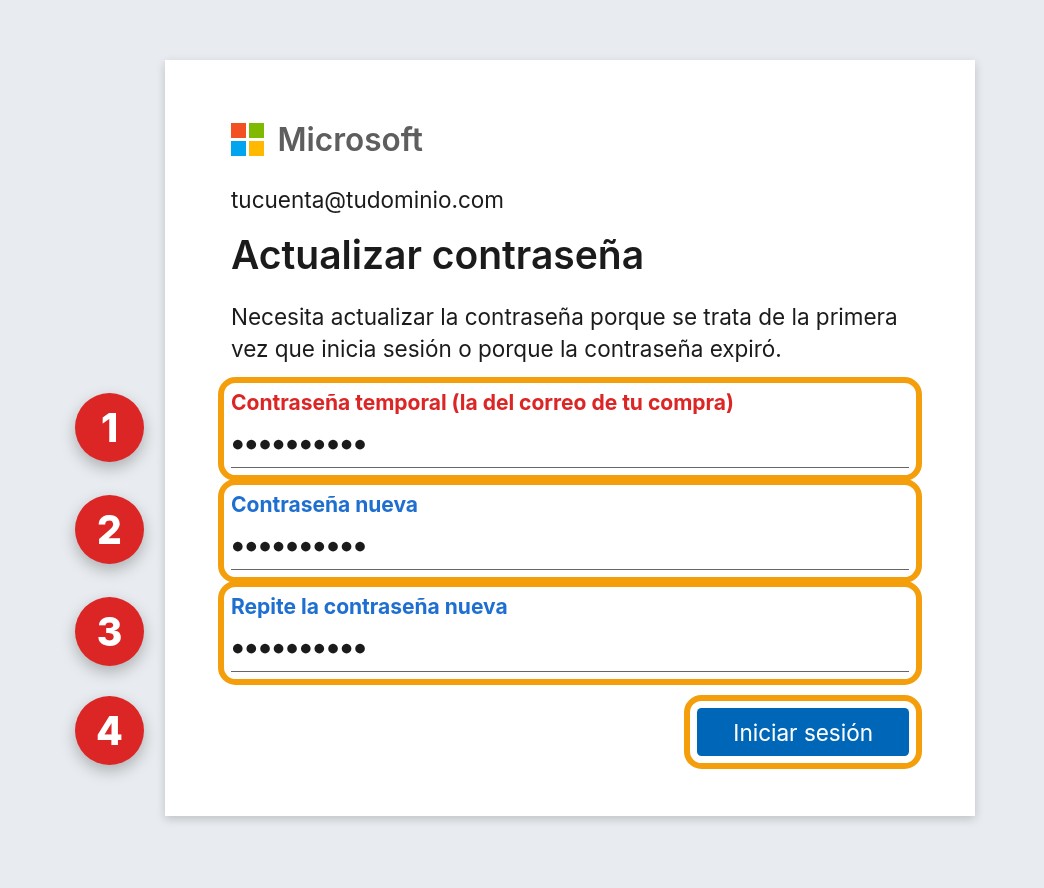 Microsoft
tucuenta@tudominio.com
Actualizar contraseña
Necesita actualizar la contraseña porque se trata de la primera
vez que inicia sesión o porque la contraseña expiró.
1
Contraseña temporal (la del correo de tu compra)
••••••••••
2
Contraseña nueva
••••••••••
3
Repite la contraseña nueva
••••••••••
4
Iniciar sesión